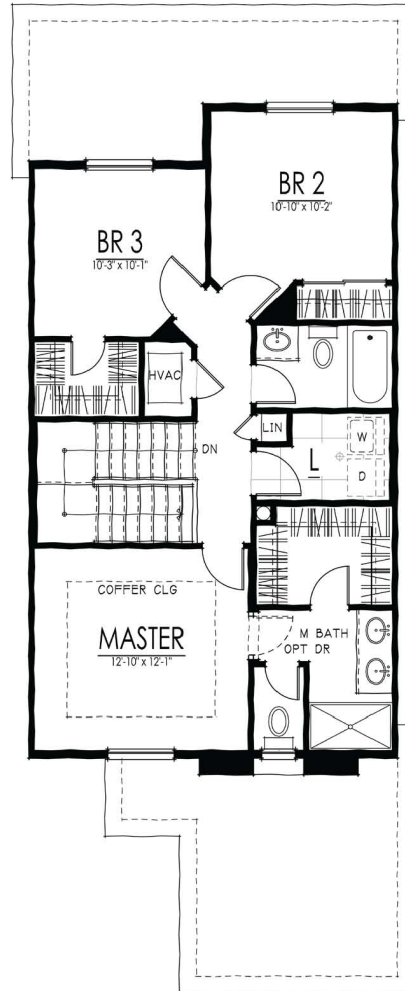 BR 2
10'-10" x 10'-2"
BR 3
10'-3" x 10'-1"
HVAC
LIN
W
DN
L
D
COFFER CLG
MASTER
12'-10" x 12'-1"
M BATH
OPT DR